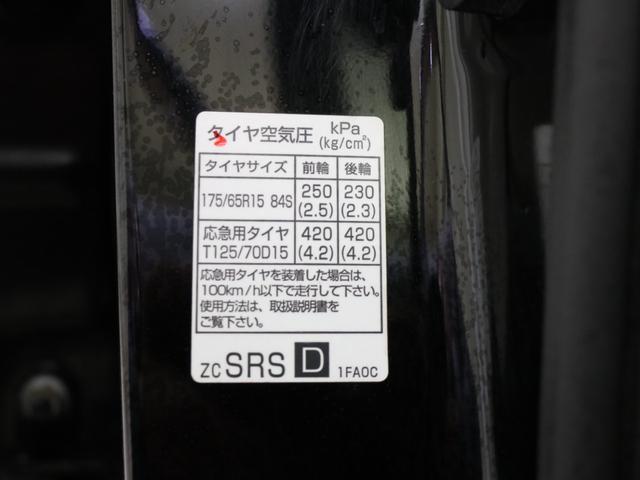 タイヤ空気圧 kPa (kg/c㎡)
タイヤサイズ 前輪 後輪
175/65R15 84S 250 (2.5) 230 (2.3)
応急用タイヤ T125/70D15 420 (4.2) 420 (4.2)
応急用タイヤを装着した場合は、
100km/h以下で走行して下さい。
使用方法は、取扱説明書を
ご覧下さい。
ZC SRS D 1FA0C